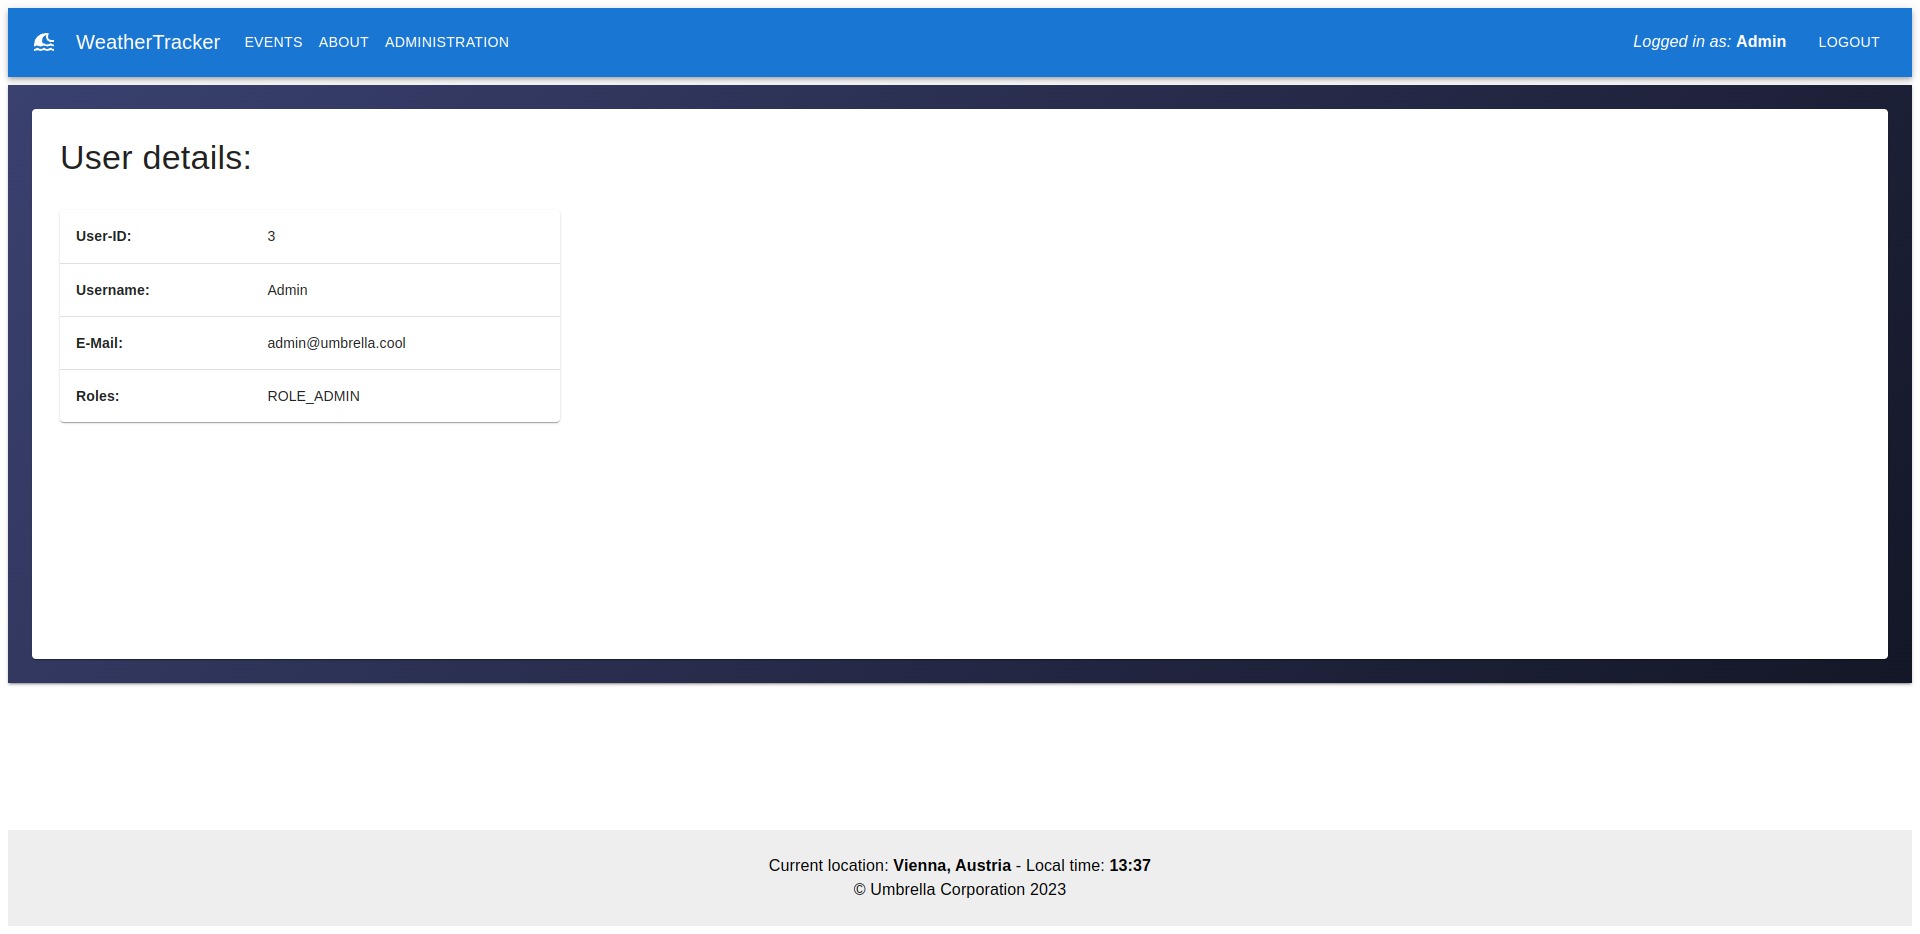 WeatherTracker EVENTS ABOUT ADMINISTRATION Logged in as: Admin LOGOUT
User details:
User-ID: 3
Username: Admin
E-Mail: admin@umbrella.cool
Roles: ROLE_ADMIN
Current location: Vienna, Austria - Local time: 13:37
© Umbrella Corporation 2023